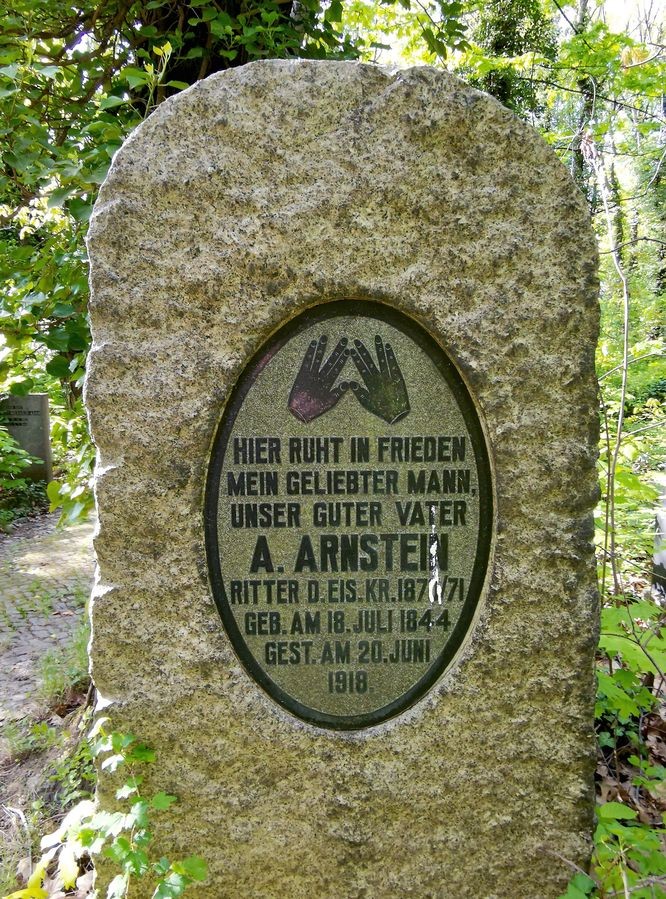 HIER RUHT IN FRIEDEN
MEIN GELIEBTER MANN,
UNSER GUTER VATER
A. ARNSTEIN
RITTER D. EIS. KR. 1870/71
GEB. AM 18. JULI 1844
GEST. AM 20. JUNI
1918.